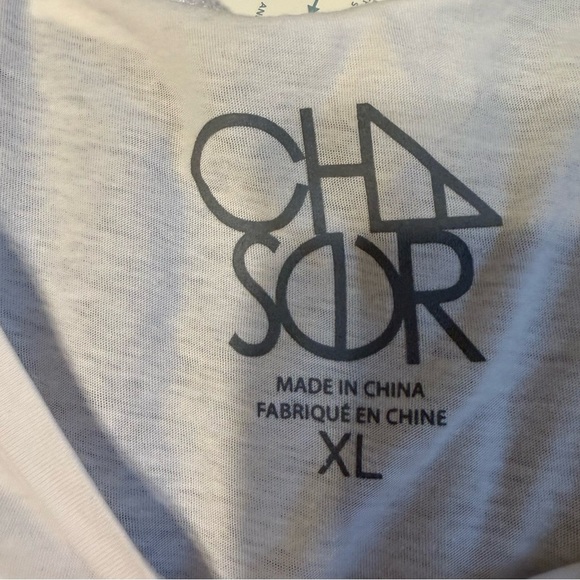 CHA
SER
MADE IN CHINA
FABRIQUÉ EN CHINE
XL